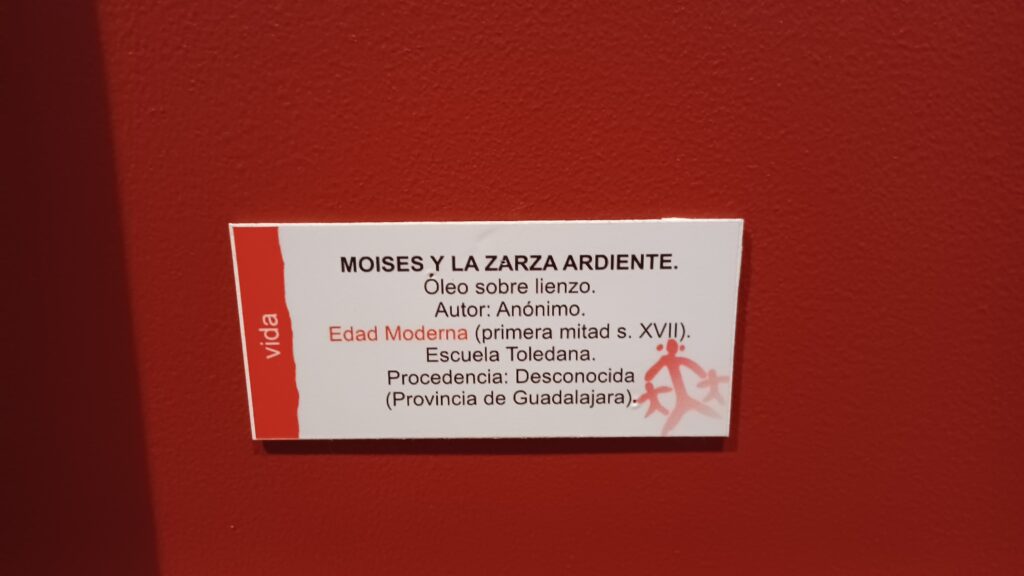 vida
MOISES Y LA ZARZA ARDIENTE.
Óleo sobre lienzo.
Autor: Anónimo.
Edad Moderna (primera mitad s. XVII).
Escuela Toledana.
Procedencia: Desconocida
(Provincia de Guadalajara).